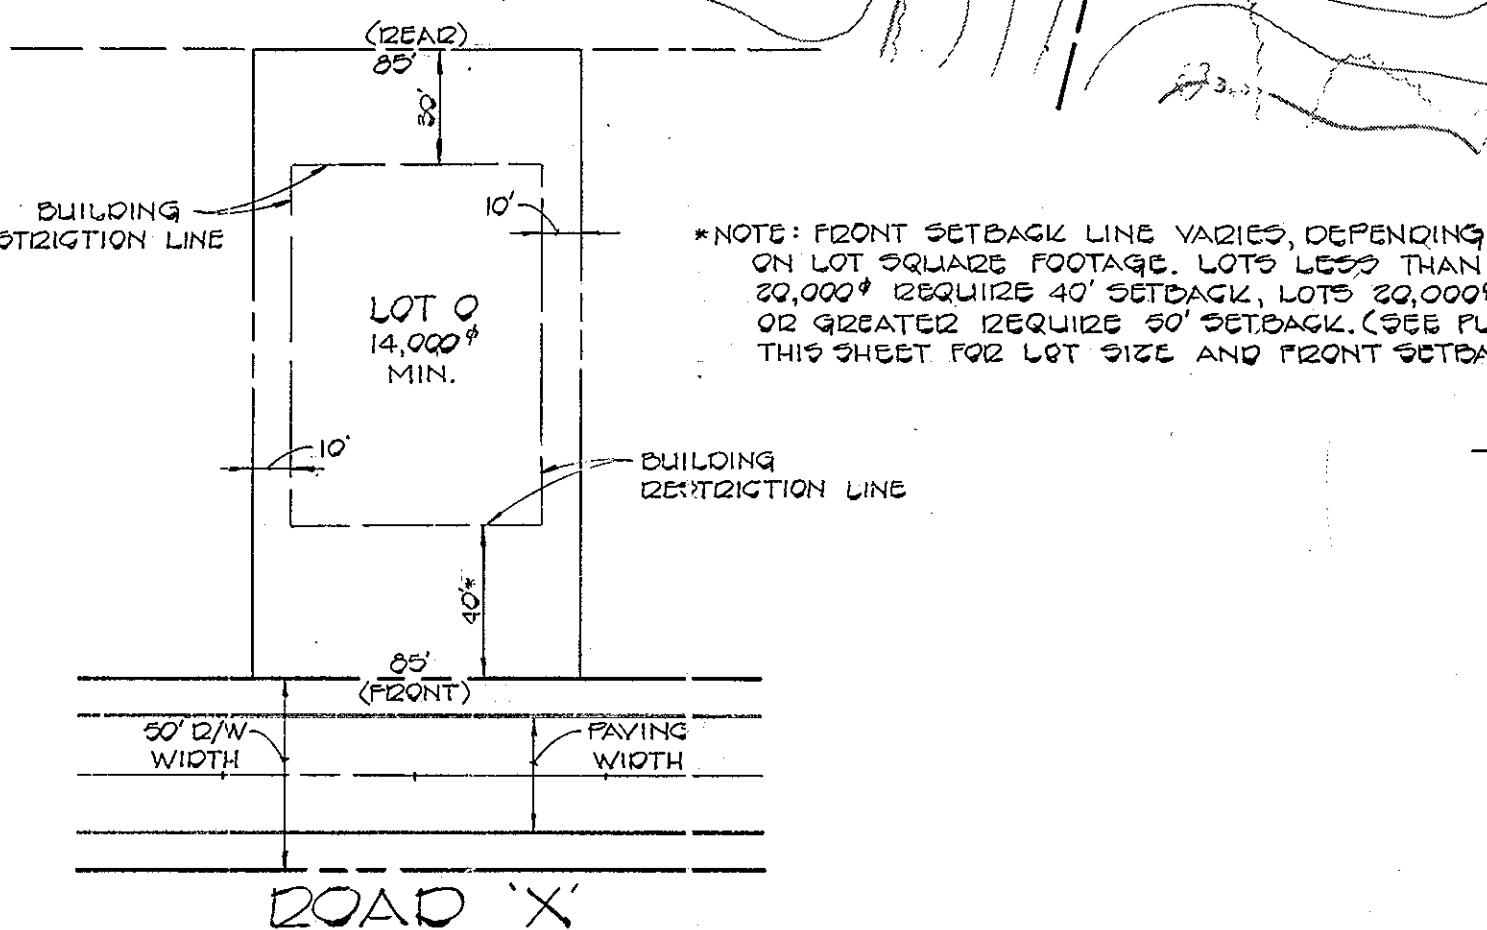 (REAR)
85'
30'
BUILDING
STRICTION LINE
10'
*NOTE: FRONT SETBACK LINE VARIES, DEPENDING
ON LOT SQUARE FOOTAGE. LOTS LESS THAN
20,000⌀ REQUIRE 40' SETBACK, LOTS 20,000⌀
OR GREATER REQUIRE 50' SETBACK. (SEE PL
THIS SHEET FOR LOT SIZE AND FRONT SETBA
LOT O
14,000⌀
MIN.
10'
BUILDING
RESTRICTION LINE
40'*
85'
(FRONT)
50' R/W
WIDTH
PAVING
WIDTH
ROAD 'X'